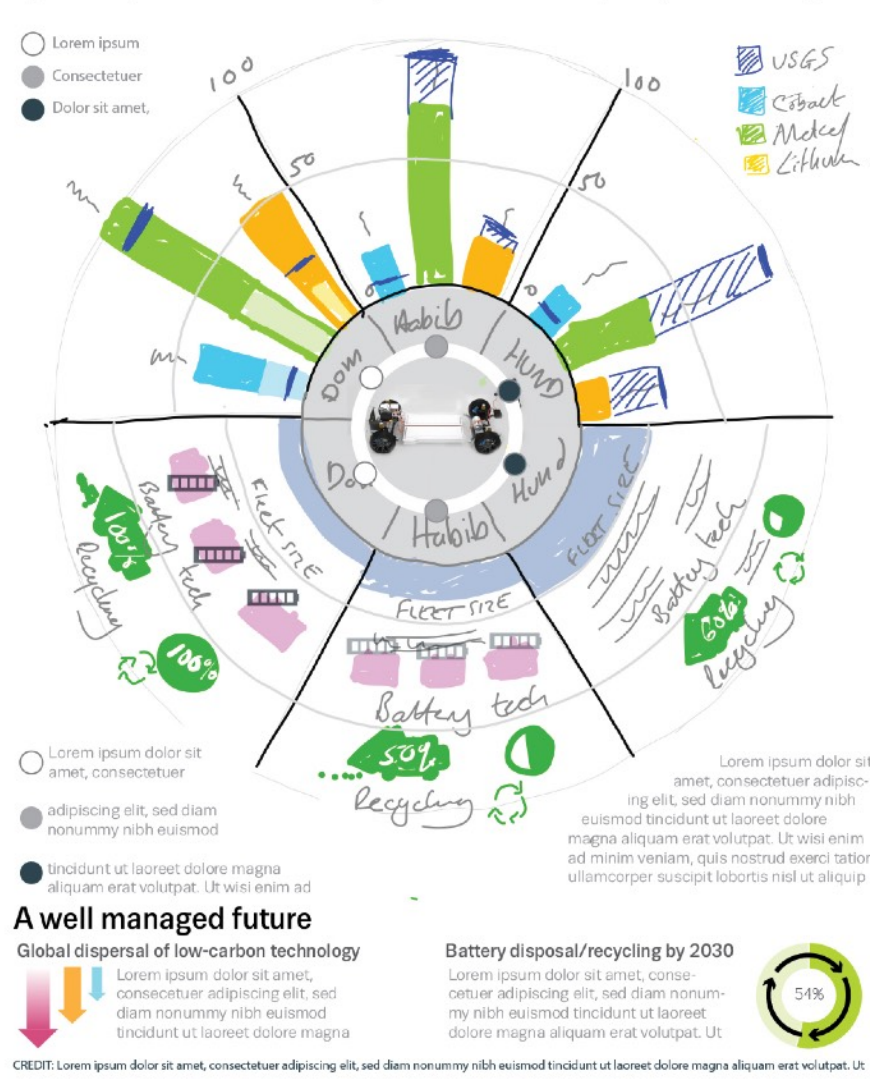 Lorem ipsum
Consectetuer
Dolor sit amet,
100
100
USGS
Cobalt
Lithium
50
50
0
0
Habib
Dom
HUND
Hund
Habib
FLEET SIZE
FLEET SIZE
FLEET SIZE
Battery tech
Battery tech
Battery tech
100%
Recycling
100%
50%
Recycling
60%
Recycling
Lorem ipsum dolor sit
amet, consectetuer
adipiscing elit, sed diam
nonummy nibh euismod
tincidunt ut laoreet dolore magna
aliquam erat volutpat. Ut wisi enim ad
Lorem ipsum dolor sit
amet, consectetuer adipisc-
ing elit, sed diam nonummy nibh
euismod tincidunt ut laoreet dolore
magna aliquam erat volutpat. Ut wisi enim
ad minim veniam, quis nostrud exerci tation
ullamcorper suscipit lobortis nisl ut aliquip
A well managed future
Global dispersal of low-carbon technology
Lorem ipsum dolor sit amet,
consecetuer adipiscing elit, sed
diam nonummy nibh euismod
tincidunt ut laoreet dolore magna
Battery disposal/recycling by 2030
Lorem ipsum dolor sit amet, conse-
cetuer adipiscing elit, sed diam nonum-
my nibh euismod tincidunt ut laoreet
dolore magna aliquam erat volutpat. Ut
54%
CREDIT: Lorem ipsum dolor sit amet, consectetuer adipiscing elit, sed diam nonummy nibh euismod tincidunt ut laoreet dolore magna aliquam erat volutpat. Ut